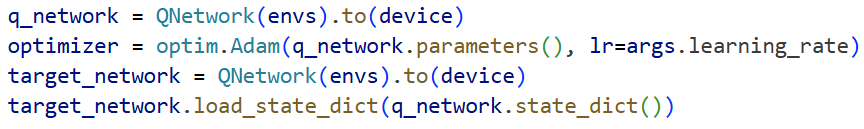 q_network = QNetwork(envs).to(device)
optimizer = optim.Adam(q_network.parameters(), lr=args.learning_rate)
target_network = QNetwork(envs).to(device)
target_network.load_state_dict(q_network.state_dict())